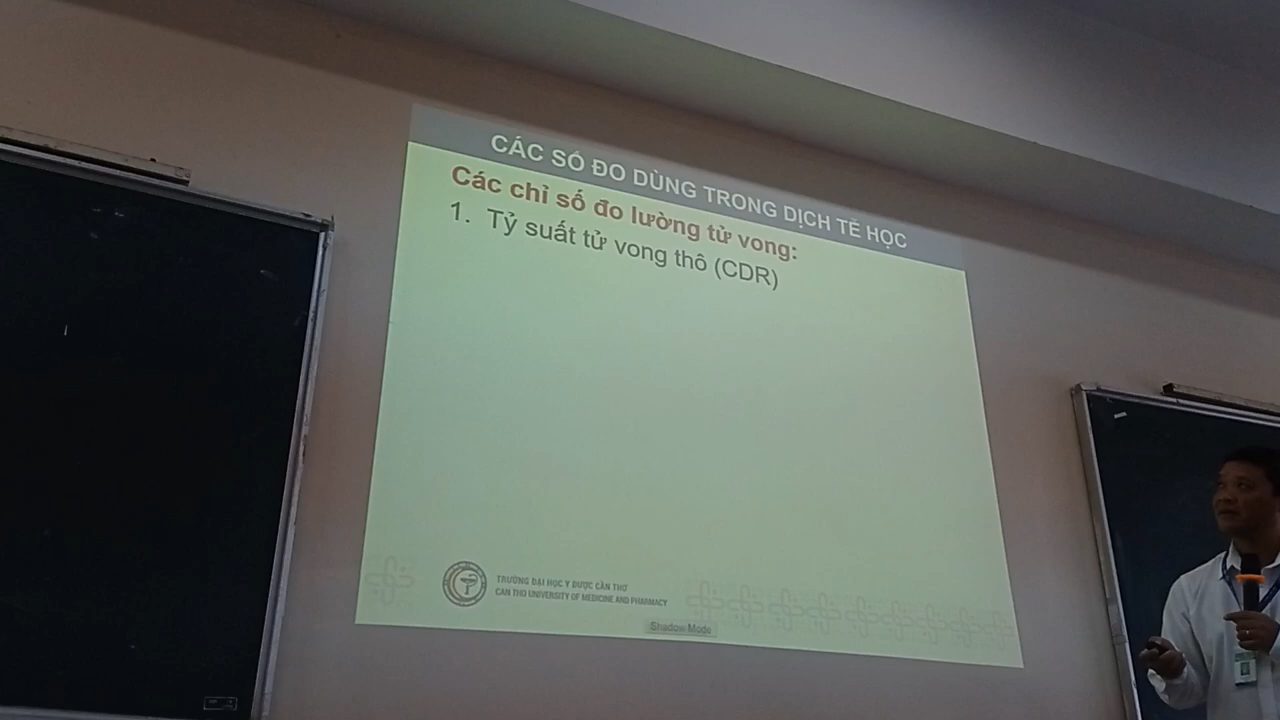 CÁC SỐ ĐO DÙNG TRONG DỊCH TỄ HỌC
Các chỉ số đo lường tử vong:
1. Tỷ suất tử vong thô (CDR)
TRƯỜNG ĐẠI HỌC Y DƯỢC CẦN THƠ
CAN THO UNIVERSITY OF MEDICINE AND PHARMACY
Shadow Mode